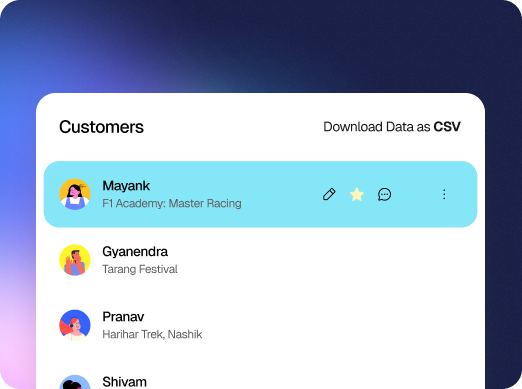 Customers
Download Data as CSV
Mayank
F1 Academy: Master Racing
Gyanendra
Tarang Festival
Pranav
Harihar Trek, Nashik
Shivam